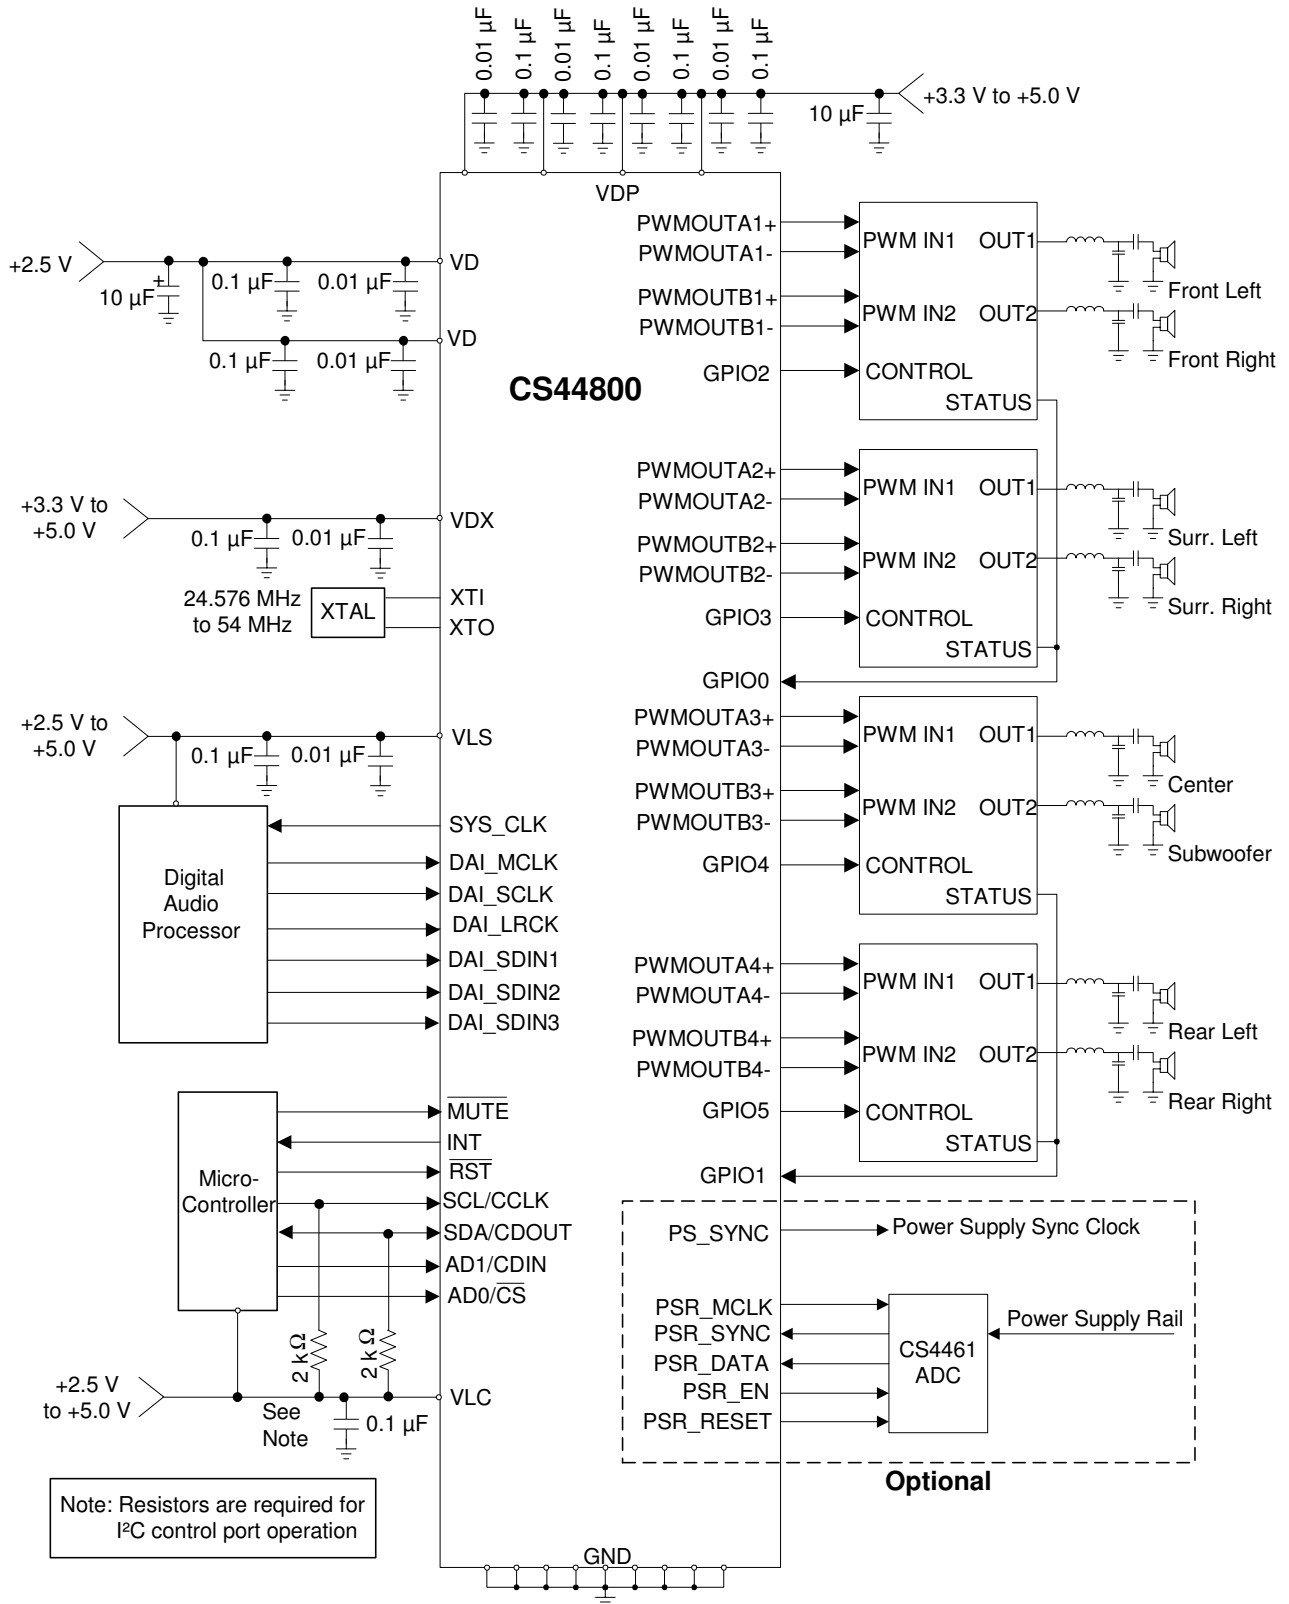 0.01 µF
0.1 µF
0.01 µF
0.1 µF
0.01 µF
0.1 µF
0.01 µF
0.1 µF
10 µF
+3.3 V to +5.0 V
VDP
+2.5 V
+
10 µF
0.1 µF
0.01 µF
VD
0.1 µF
0.01 µF
VD
CS44800
+3.3 V to
+5.0 V
0.1 µF
0.01 µF
VDX
24.576 MHz
to 54 MHz
XTAL
XTI
XTO
+2.5 V to
+5.0 V
0.1 µF
0.01 µF
VLS
Digital
Audio
Processor
SYS_CLK
DAI_MCLK
DAI_SCLK
DAI_LRCK
DAI_SDIN1
DAI_SDIN2
DAI_SDIN3
Micro-
Controller
MUTE
INT
RST
SCL/CCLK
SDA/CDOUT
AD1/CDIN
AD0/CS
2 kΩ
2 kΩ
+2.5 V
to +5.0 V
See
Note
0.1 µF
VLC
Note: Resistors are required for
I²C control port operation
PWMOUTA1+
PWMOUTA1-
PWMOUTB1+
PWMOUTB1-
GPIO2
PWM IN1
OUT1
PWM IN2
OUT2
CONTROL
STATUS
Front Left
Front Right
PWMOUTA2+
PWMOUTA2-
PWMOUTB2+
PWMOUTB2-
GPIO3
GPIO0
PWM IN1
OUT1
PWM IN2
OUT2
CONTROL
STATUS
Surr. Left
Surr. Right
PWMOUTA3+
PWMOUTA3-
PWMOUTB3+
PWMOUTB3-
GPIO4
PWM IN1
OUT1
PWM IN2
OUT2
CONTROL
STATUS
Center
Subwoofer
PWMOUTA4+
PWMOUTA4-
PWMOUTB4+
PWMOUTB4-
GPIO5
GPIO1
PWM IN1
OUT1
PWM IN2
OUT2
CONTROL
STATUS
Rear Left
Rear Right
PS_SYNC
Power Supply Sync Clock
PSR_MCLK
PSR_SYNC
PSR_DATA
PSR_EN
PSR_RESET
CS4461
ADC
Power Supply Rail
Optional
GND